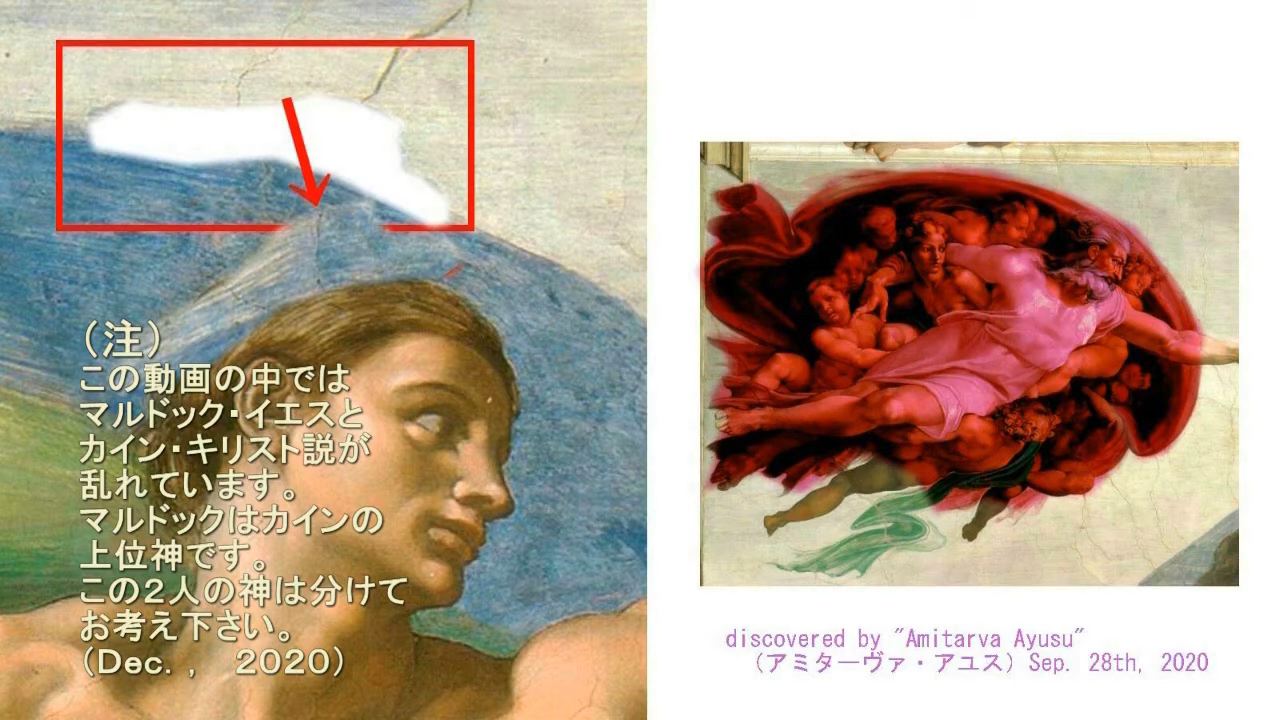 （注）
この動画の中では
マルドック・イエスと
カイン・キリスト説が
乱れています。
マルドックはカインの
上位神です。
この２人の神は分けて
お考え下さい。
（Dec.， ２０２０）
discovered by "Amitarva Ayusu"
（アミターヴァ・アユス）Sep. 28th, 2020